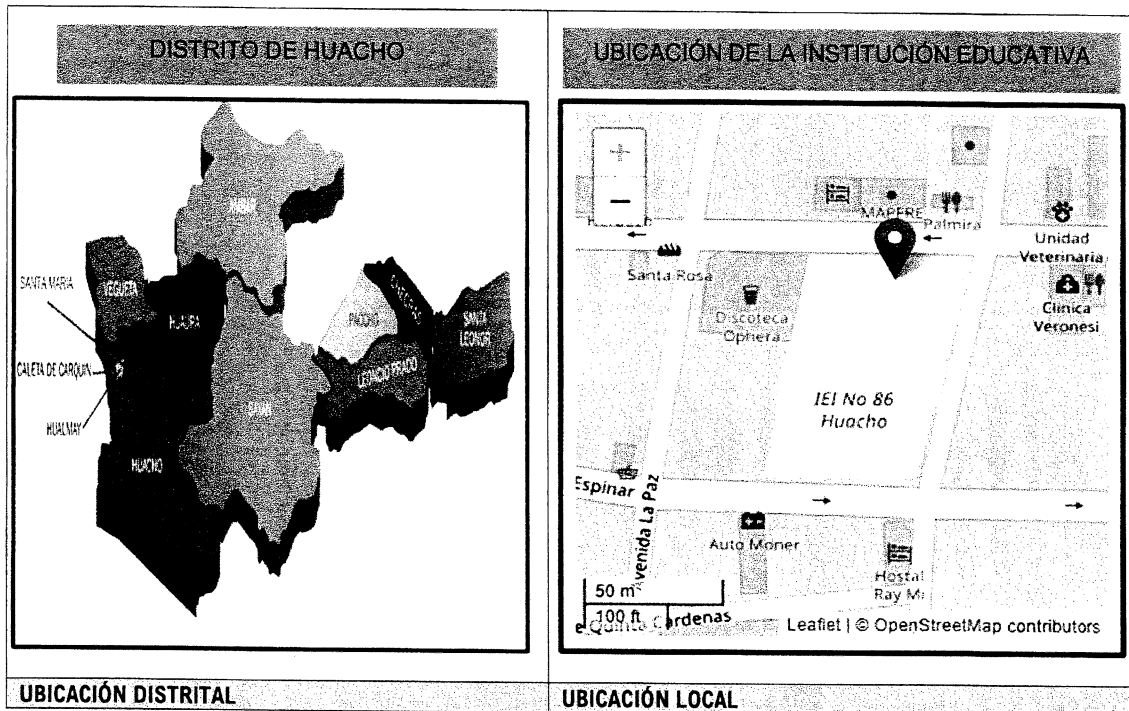 DISTRITO DE HUACHO
SANTA MARIA
VEGUETA
HUAURA
CALETA DE CARQUIN
HUALMAY
HUACHO
SAYAN
PACCHO
LEONCIO PRADO
SANTA
LEONOR
UBICACIÓN DISTRITAL
UBICACIÓN DE LA INSTITUCIÓN EDUCATIVA
+
−
MAPFRE
Palmira
Santa Rosa
Unidad
Veterinaria
Clínica
Veronesi
Discoteca
Ophera
IEI No 86
Huacho
Espinar
Avenida La Paz
Auto Moner
Hostal
Ray M
50 m
100 ft
Cardenas
Leaflet | © OpenStreetMap contributors
UBICACIÓN LOCAL